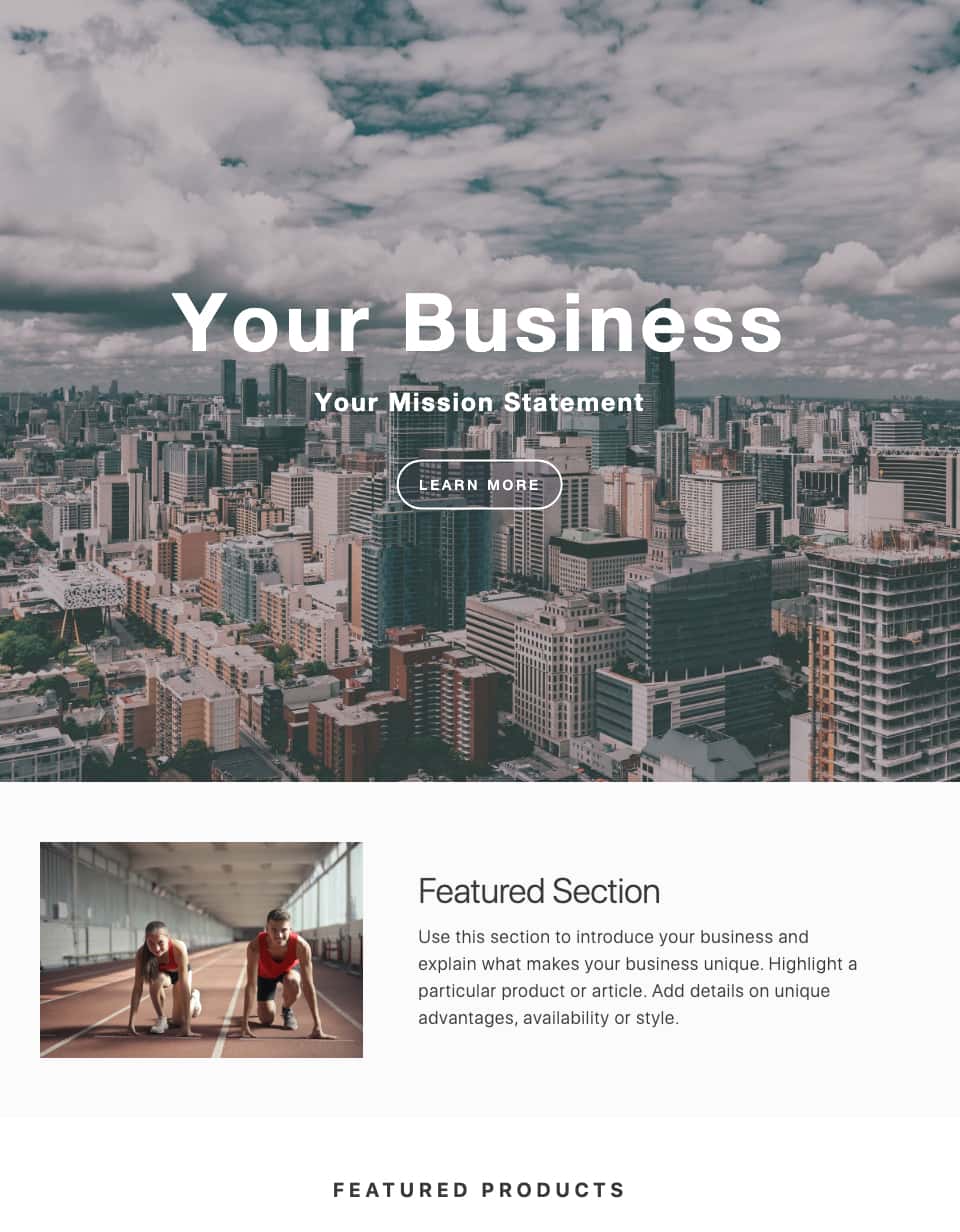 Your Business
Your Mission Statement
LEARN MORE
Featured Section
Use this section to introduce your business and
explain what makes your business unique. Highlight a
particular product or article. Add details on unique
advantages, availability or style.
FEATURED PRODUCTS